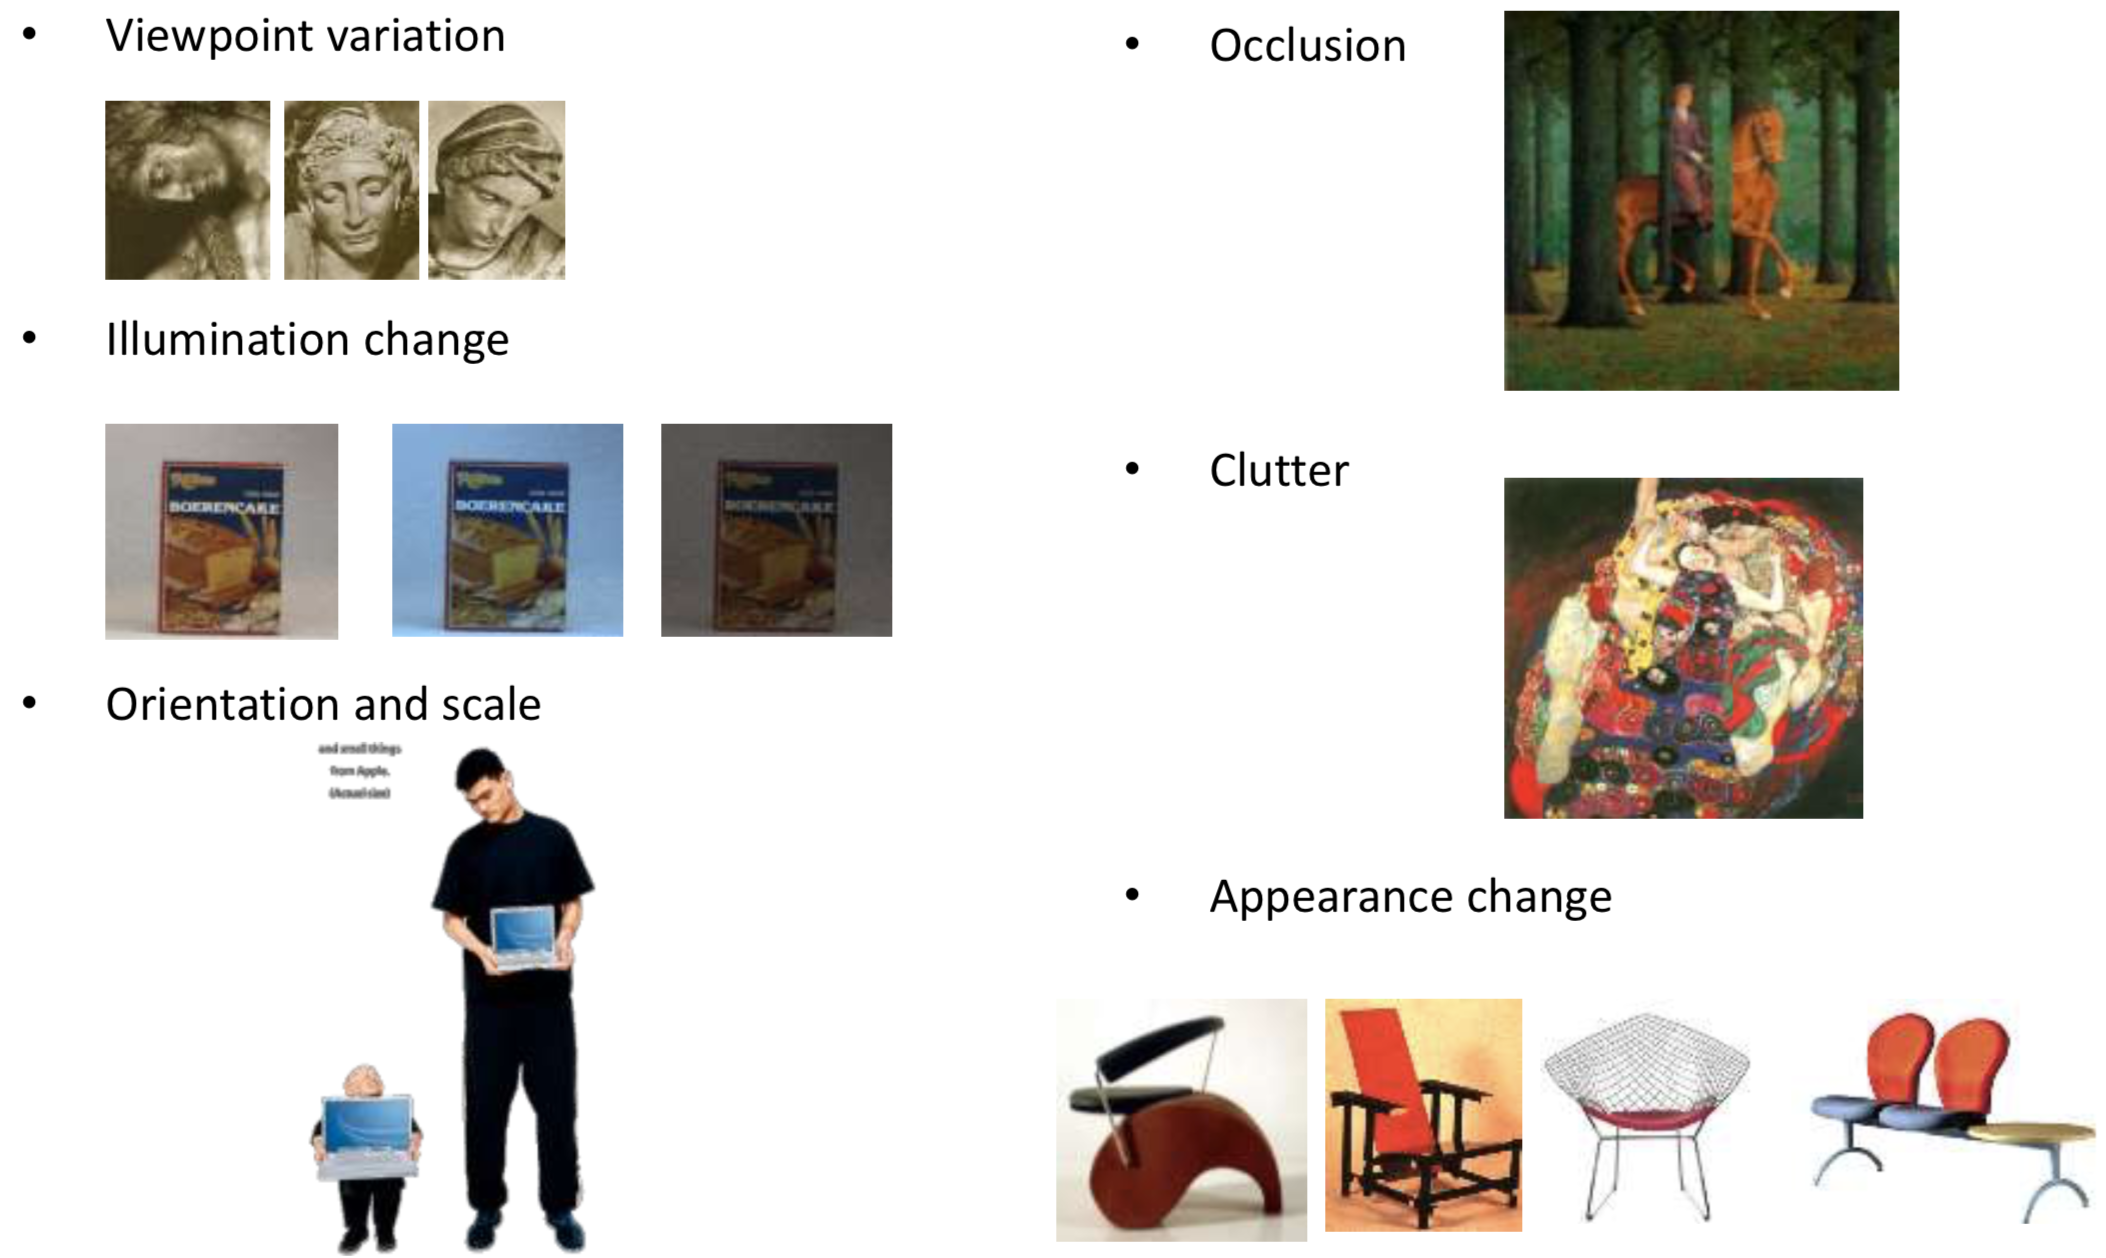 • Viewpoint variation
• Illumination change
BOERENCAKE
BOERENCAKE
BOERENCAKE
• Orientation and scale
and small things
from Apple.
(Actual size)
• Occlusion
• Clutter
• Appearance change